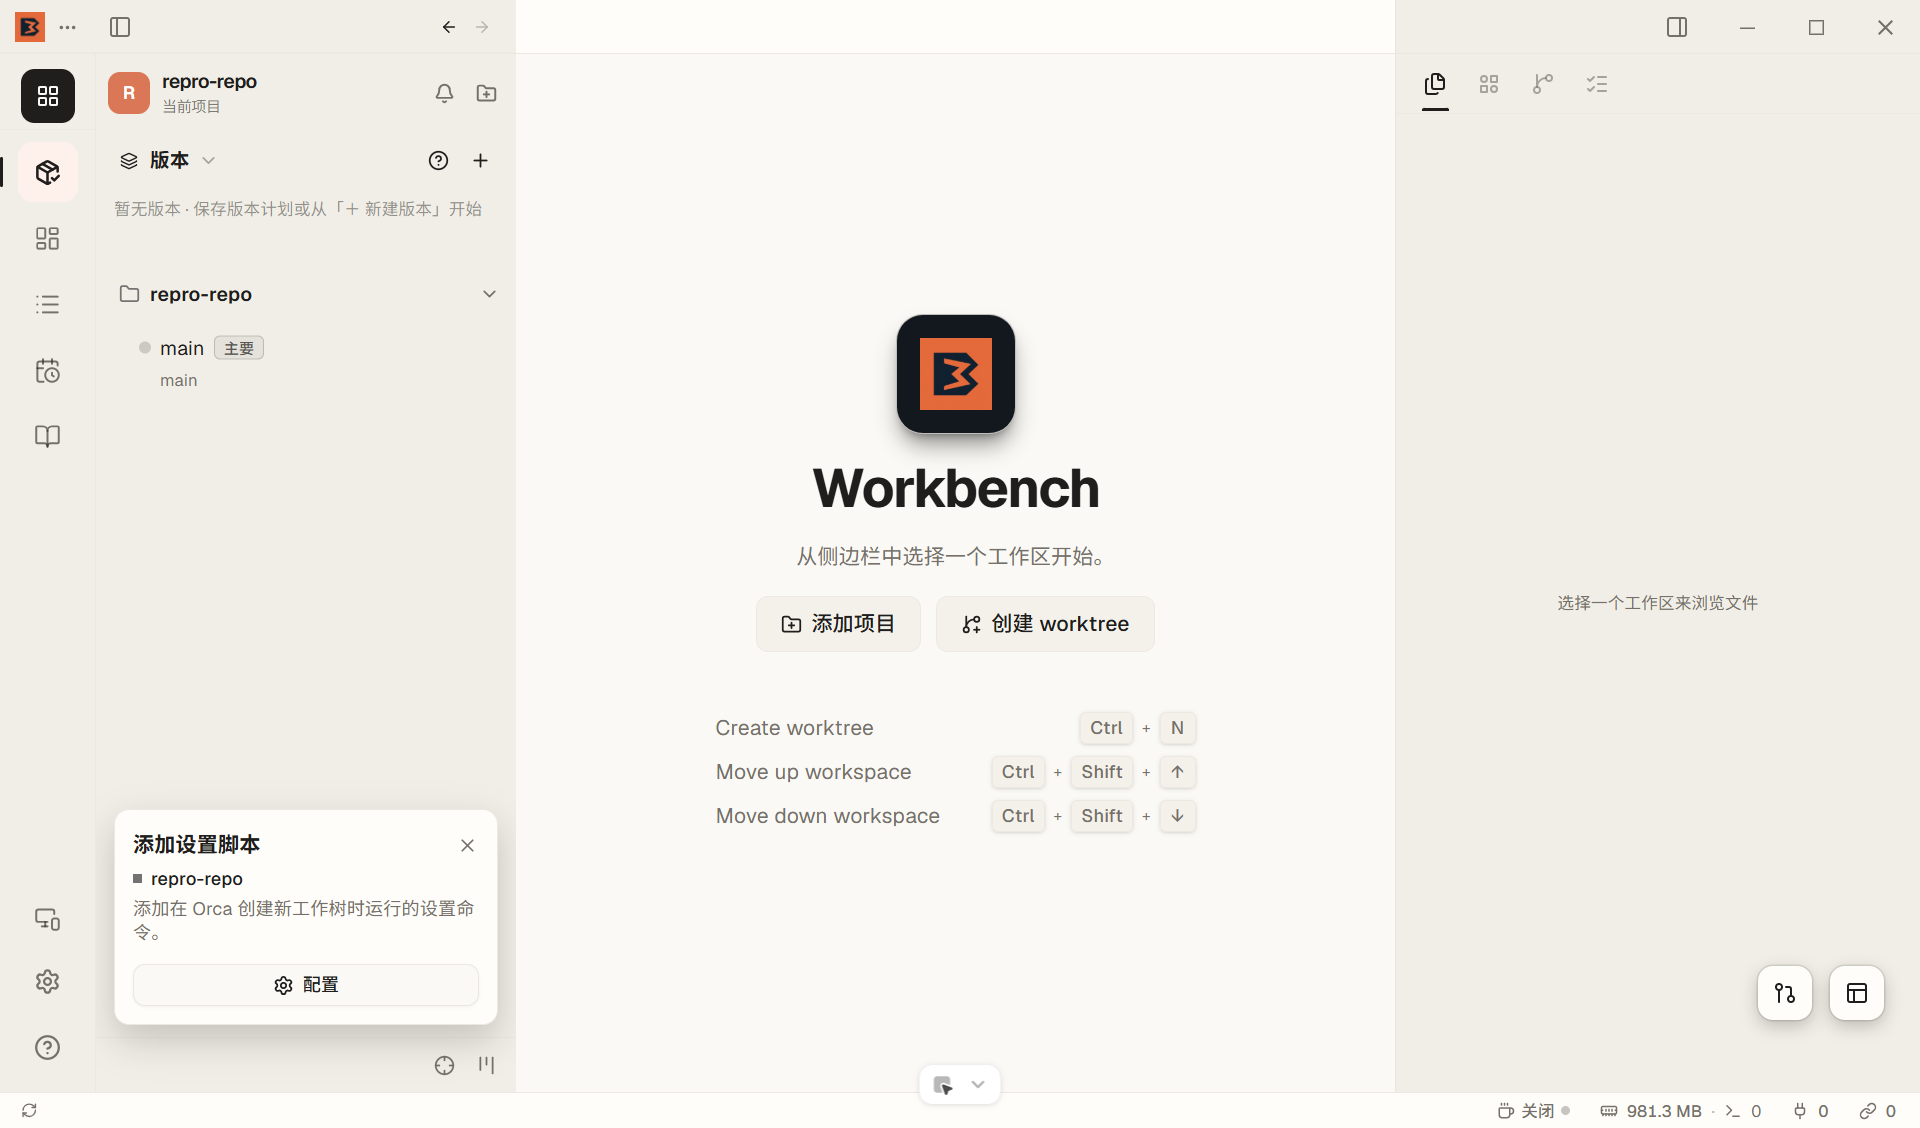 repro-repo
R
当前项目
版本
暂无版本 · 保存版本计划或从「＋ 新建版本」开始
repro-repo
main 主要
main
Workbench
从侧边栏中选择一个工作区开始。
添加项目
创建 worktree
Create worktree Ctrl + N
Move up workspace Ctrl + Shift + ↑
Move down workspace Ctrl + Shift + ↓
选择一个工作区来浏览文件
添加设置脚本
repro-repo
添加在 Orca 创建新工作树时运行的设置命
令。
配置
关闭 981.3 MB · 0 0 0